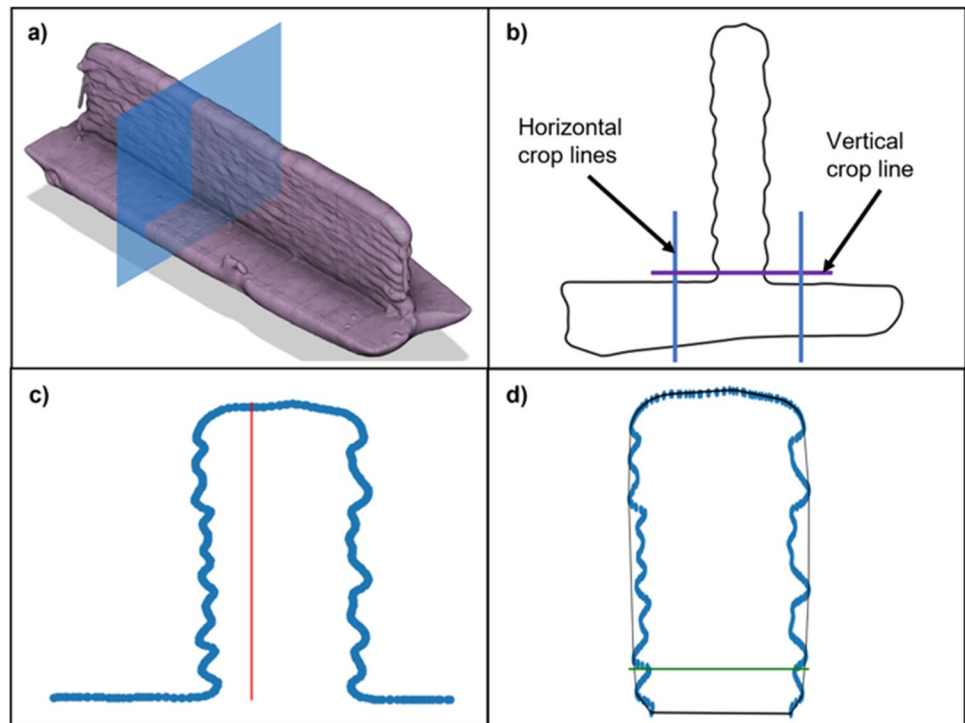 a)
b)
Horizontal
crop lines
Vertical
crop line
c)
d)